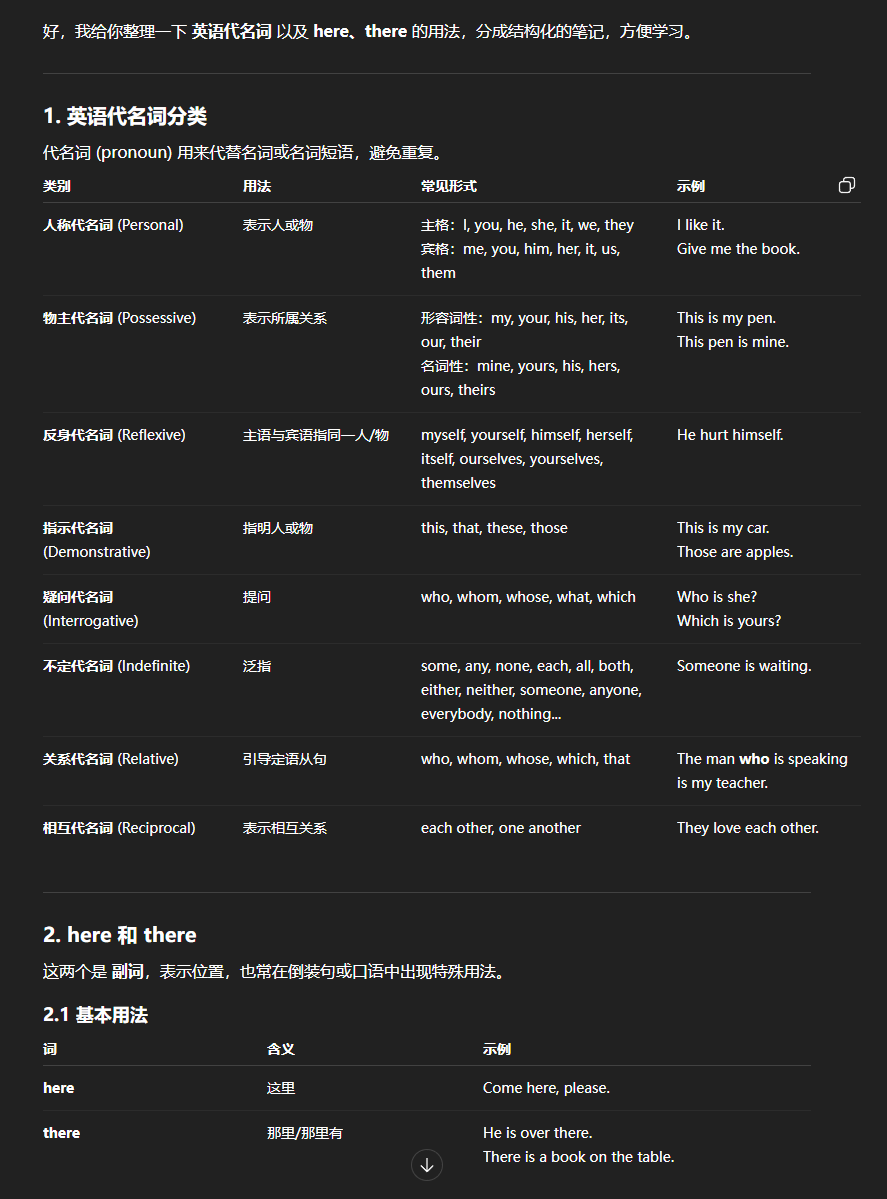 好，我给你整理一下 英语代名词 以及 here、there 的用法，分成结构化的笔记，方便学习。
1. 英语代名词分类
代名词 (pronoun) 用来代替名词或名词短语，避免重复。
类别 用法 常见形式 示例
人称代名词 (Personal) 表示人或物 主格：I, you, he, she, it, we, they I like it.
宾格：me, you, him, her, it, us, Give me the book.
them
物主代名词 (Possessive) 表示所属关系 形容词性：my, your, his, her, its, This is my pen.
our, their This pen is mine.
名词性：mine, yours, his, hers,
ours, theirs
反身代名词 (Reflexive) 主语与宾语指同一人/物 myself, yourself, himself, herself, He hurt himself.
itself, ourselves, yourselves,
themselves
指示代名词 指明人或物 this, that, these, those This is my car.
(Demonstrative) Those are apples.
疑问代名词 提问 who, whom, whose, what, which Who is she?
(Interrogative) Which is yours?
不定代名词 (Indefinite) 泛指 some, any, none, each, all, both, Someone is waiting.
either, neither, someone, anyone,
everybody, nothing...
关系代名词 (Relative) 引导定语从句 who, whom, whose, which, that The man who is speaking
is my teacher.
相互代名词 (Reciprocal) 表示相互关系 each other, one another They love each other.
2. here 和 there
这两个是 副词，表示位置，也常在倒装句或口语中出现特殊用法。
2.1 基本用法
词 含义 示例
here 这里 Come here, please.
there 那里/那里有 He is over there.
There is a book on the table.